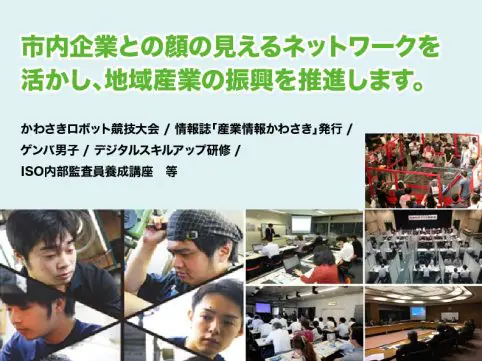 市内企業との顔の見えるネットワークを
活かし、地域産業の振興を推進します。
かわさきロボット競技大会 / 情報誌「産業情報かわさき」発行 /
ゲンバ男子 / デジタルスキルアップ研修 /
ISO内部監査員養成講座　等